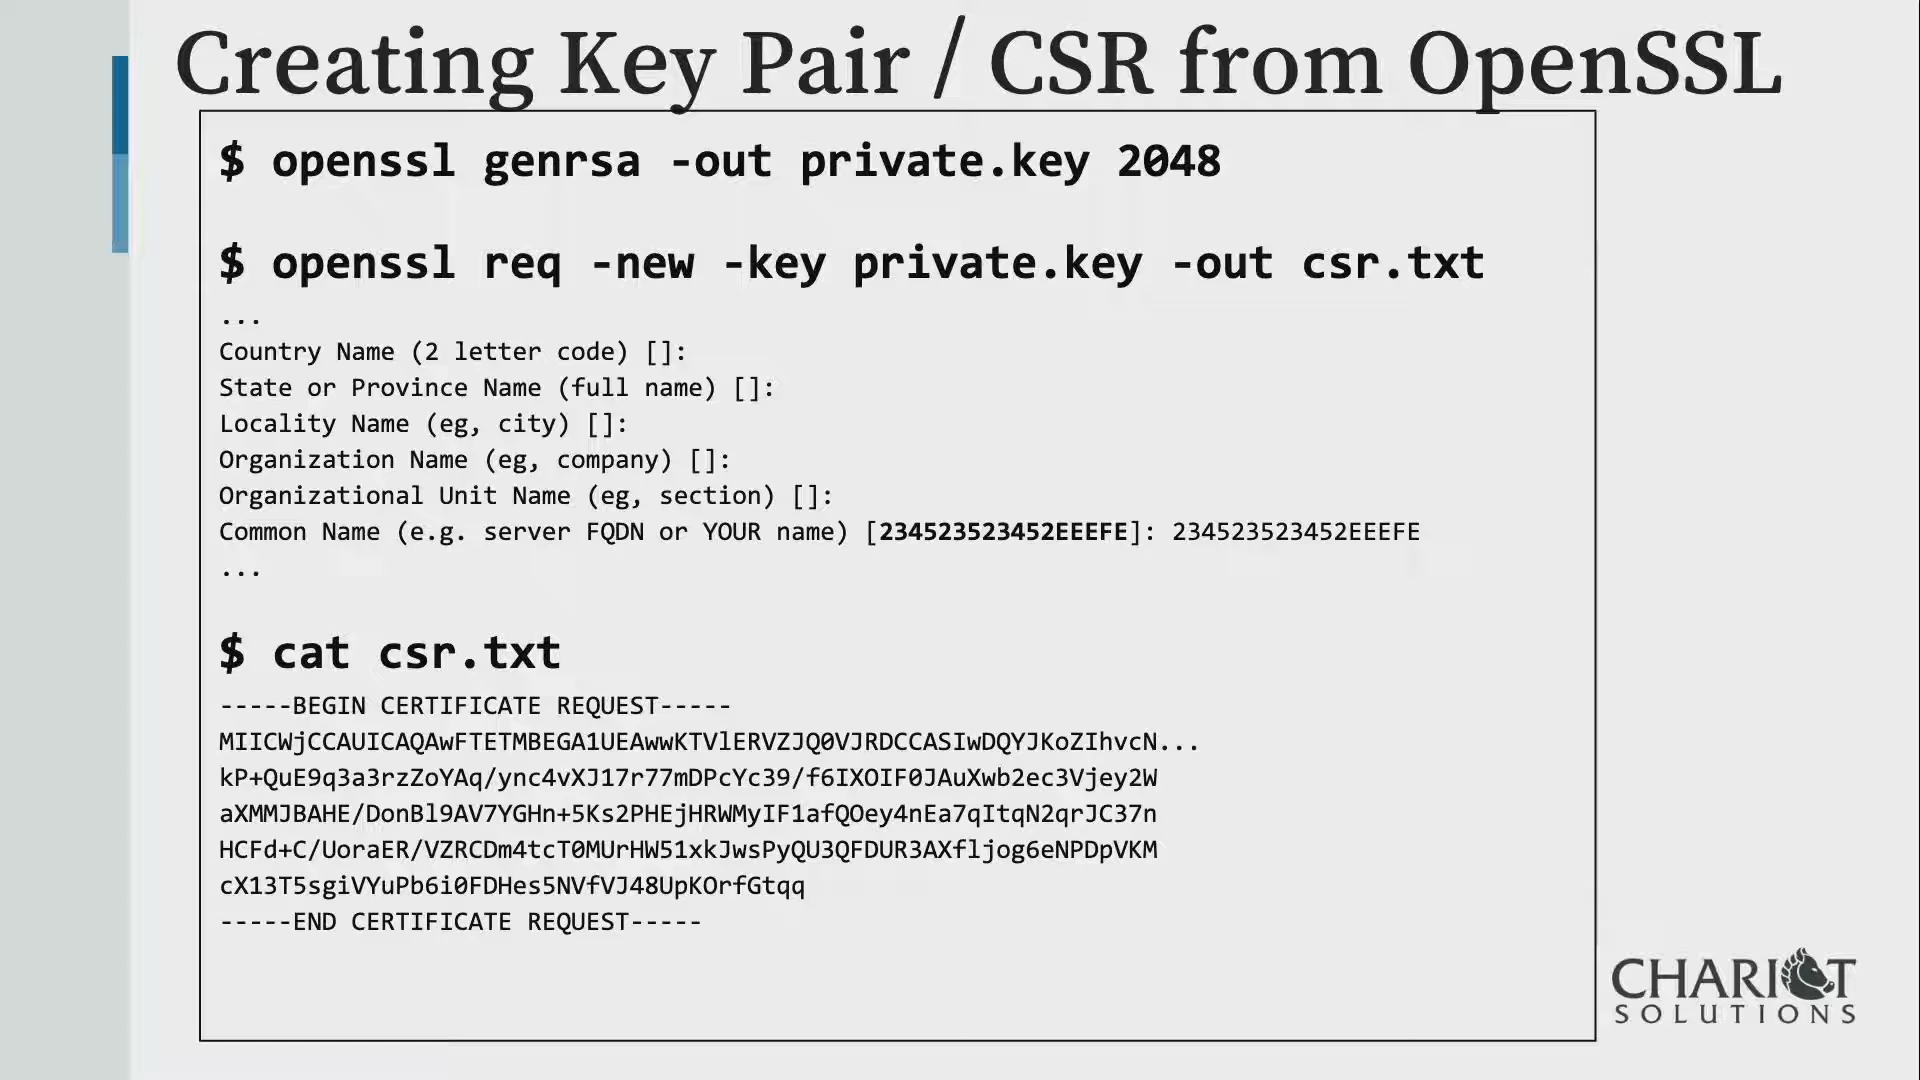 Creating Key Pair / CSR from OpenSSL
$ openssl genrsa -out private.key 2048
$ openssl req -new -key private.key -out csr.txt
...
Country Name (2 letter code) []:
State or Province Name (full name) []:
Locality Name (eg, city) []:
Organization Name (eg, company) []:
Organizational Unit Name (eg, section) []:
Common Name (e.g. server FQDN or YOUR name) [234523523452EEEFE]: 234523523452EEEFE
...
$ cat csr.txt
-----BEGIN CERTIFICATE REQUEST-----
MIICWjCCAUICAQAwFTETMBEGA1UEAwwKTVlERVZJQ0VJRDCCASIwDQYJKoZIhvcN...
kP+QuE9q3a3rzZoYAq/ync4vXJ17r77mDPcYc39/f6IXOIF0JAuXwb2ec3Vjey2W
aXMMJBAHE/DonBl9AV7YGHn+5Ks2PHEjHRWMyIF1afQOey4nEa7qItqN2qrJC37n
HCFd+C/UoraER/VZRCDm4tcT0MUrHW51xkJwsPyQU3QFDUR3AXfljog6eNPDpVKM
cX13T5sgiVYuPb6i0FDHes5NVfVJ48UpKOrfGtqq
-----END CERTIFICATE REQUEST-----
CHARIOT
SOLUTIONS